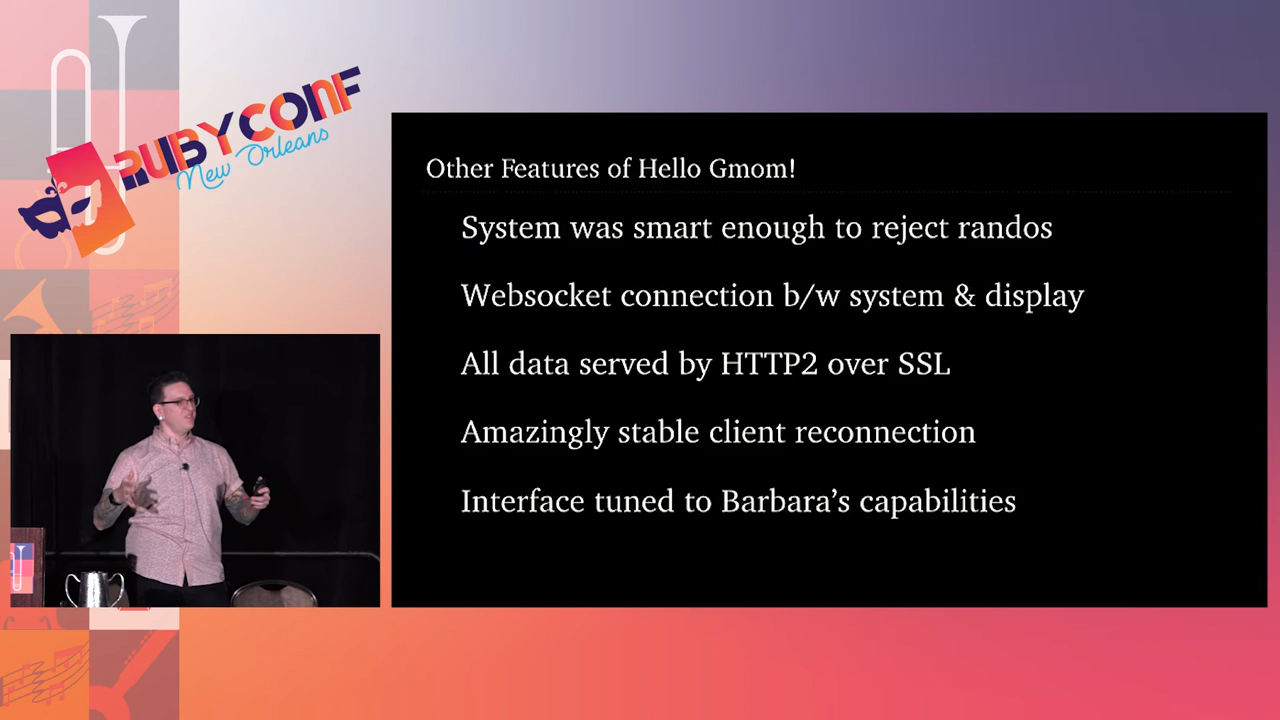 RUBYCONF
New Orleans
Other Features of Hello Gmom!
System was smart enough to reject randos
Websocket connection b/w system & display
All data served by HTTP2 over SSL
Amazingly stable client reconnection
Interface tuned to Barbara's capabilities